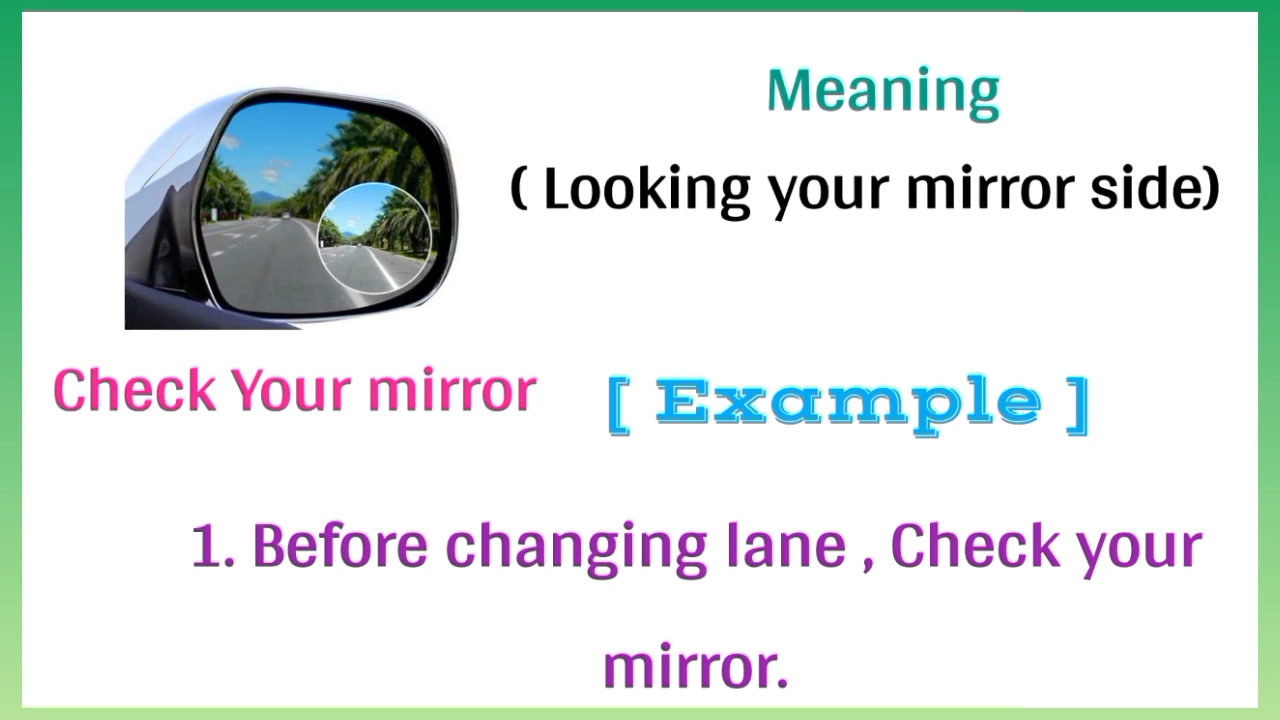 Meaning
( Looking your mirror side)
Check Your mirror
[ Example ]
1. Before changing lane , Check your
mirror.